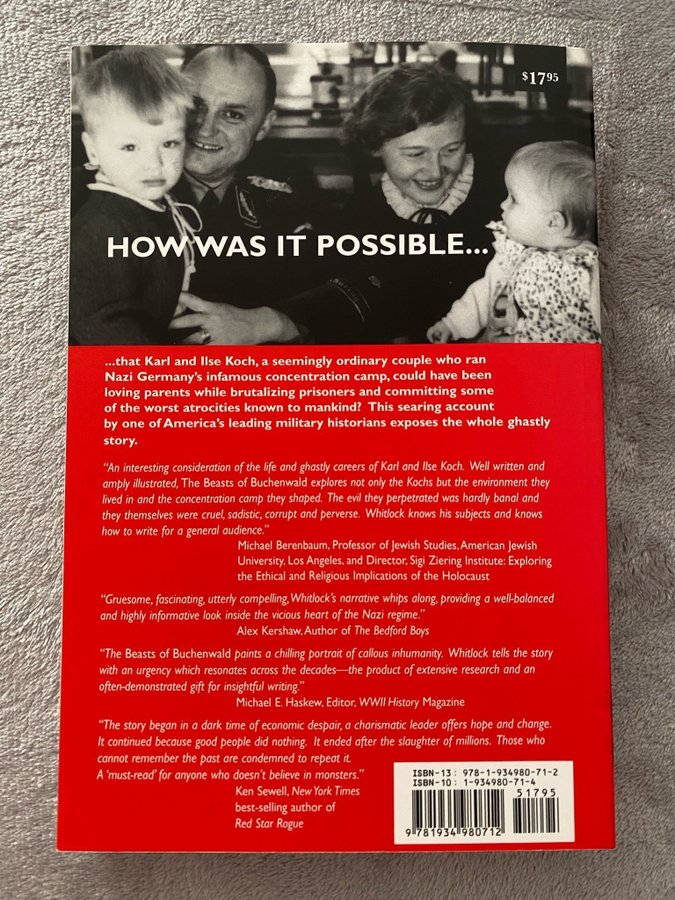 $17.95
HOW WAS IT POSSIBLE...
...that Karl and Ilse Koch, a seemingly ordinary couple who ran
Nazi Germany's infamous concentration camp, could have been
loving parents while brutalizing prisoners and committing some
of the worst atrocities known to mankind? This searing account
by one of America's leading military historians exposes the whole ghastly
story.
"An interesting consideration of the life and ghastly careers of Karl and Ilse Koch. Well written and
amply illustrated, The Beasts of Buchenwald explores not only the Kochs but the environment they
lived in and the concentration camp they shaped. The evil they perpetrated was hardly banal and
they themselves were cruel, sadistic, corrupt and perverse. Whitlock knows his subjects and knows
how to write for a general audience."
Michael Berenbaum, Professor of Jewish Studies, American Jewish
University, Los Angeles, and Director, Sigi Ziering Institute: Exploring
the Ethical and Religious Implications of the Holocaust
"Gruesome, fascinating, utterly compelling, Whitlock's narrative whips along, providing a well-balanced
and highly informative look inside the vicious heart of the Nazi regime."
Alex Kershaw, Author of The Bedford Boys
"The Beasts of Buchenwald paints a chilling portrait of callous inhumanity. Whitlock tells the story
with an urgency which resonates across the decades—the product of extensive research and an
often-demonstrated gift for insightful writing."
Michael E. Haskew, Editor, WWII History Magazine
"The story began in a dark time of economic despair, a charismatic leader offers hope and change.
It continued because good people did nothing. It ended after the slaughter of millions. Those who
cannot remember the past are condemned to repeat it.
A 'must-read' for anyone who doesn't believe in monsters."
Ken Sewell, New York Times
best-selling author of
Red Star Rogue
ISBN-13: 978-1-934980-71-2
ISBN-10: 1-934980-71-4
51795
9 781934 980712